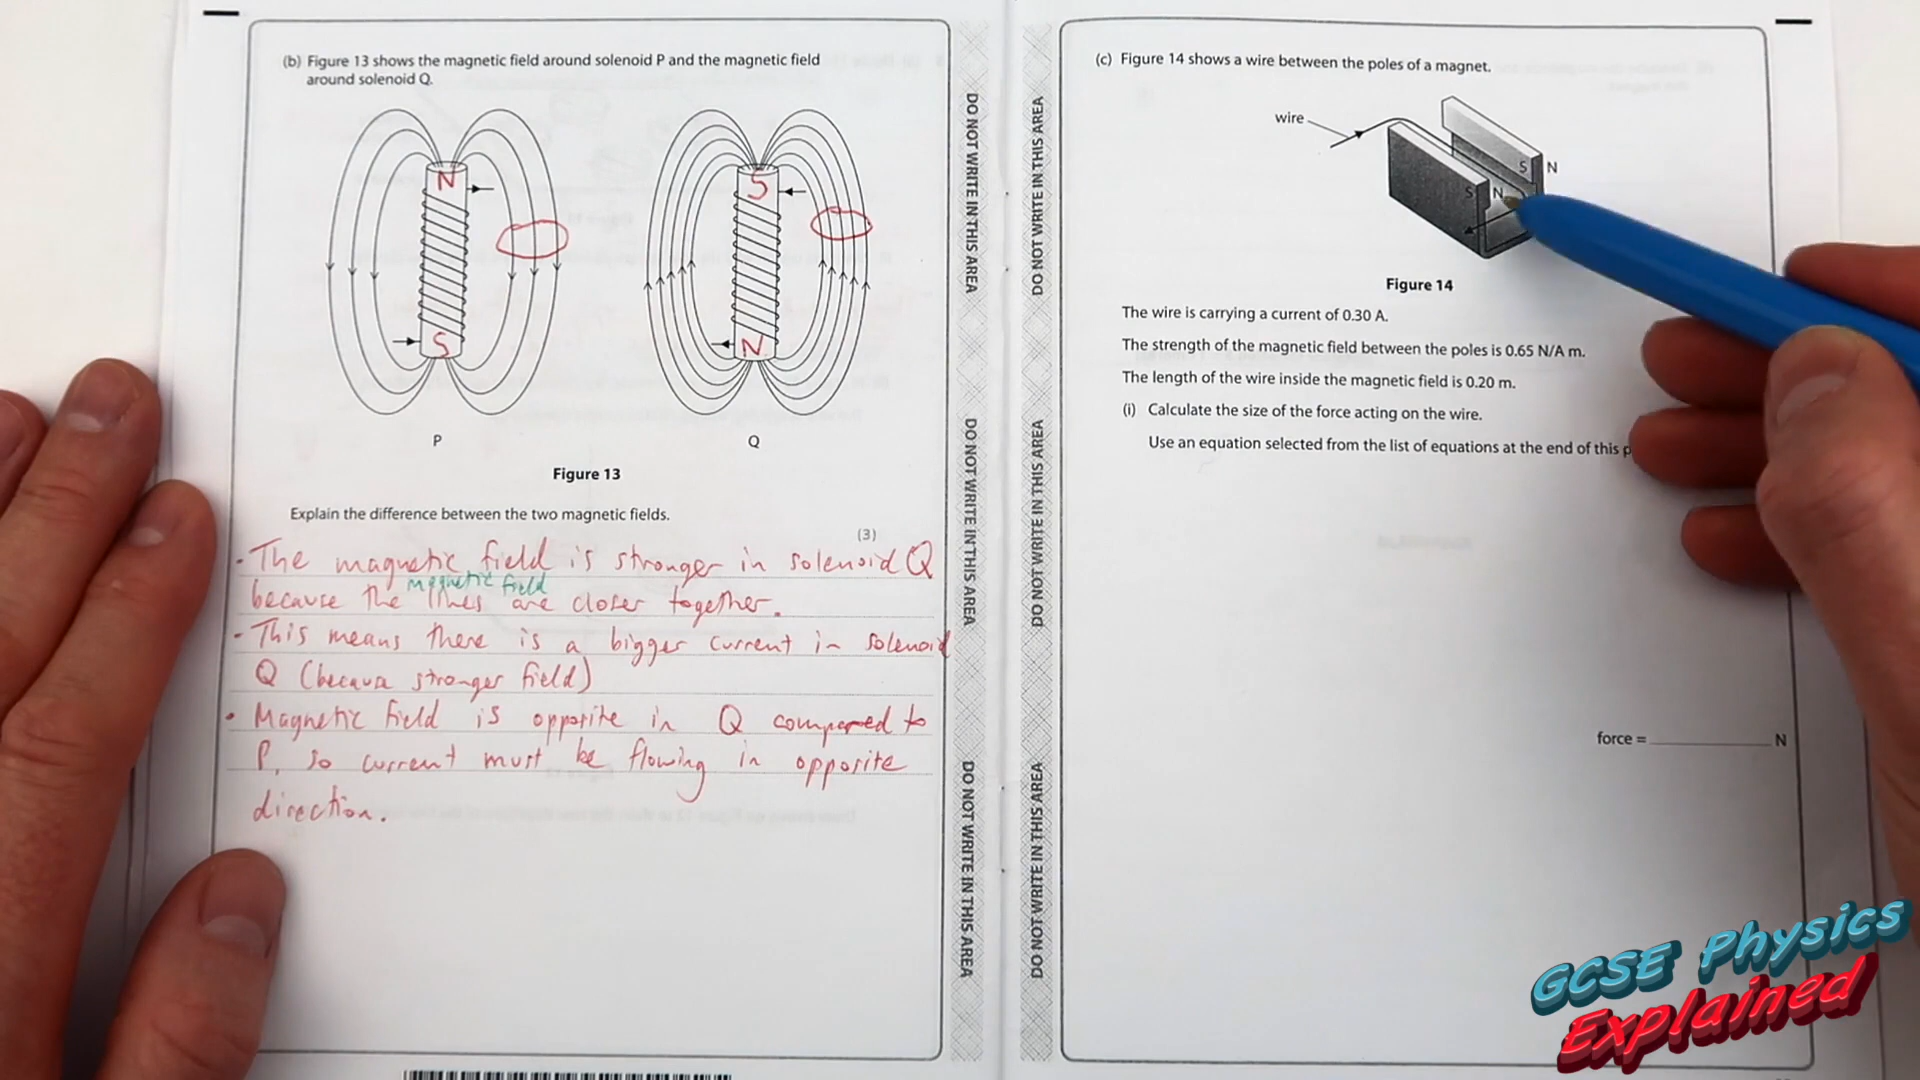 (b) Figure 13 shows the magnetic field around solenoid P and the magnetic field
around solenoid Q.
N
S
S
N
P
Q
Figure 13
Explain the difference between the two magnetic fields.
(3)
• The magnetic field is stronger in solenoid Q
magnetic field
because the lines are closer together.
- This means there is a bigger current in solenoid
Q (because stronger field)
• Magnetic field is opposite in Q compared to
P, so current must be flowing in opposite
direction.
DO NOT WRITE IN THIS AREA
DO NOT WRITE IN THIS AREA
DO NOT WRITE IN THIS AREA
DO NOT WRITE IN THIS AREA
DO NOT WRITE IN THIS AREA
DO NOT WRITE IN THIS AREA
(c) Figure 14 shows a wire between the poles of a magnet.
wire
S N
S N
Figure 14
The wire is carrying a current of 0.30 A.
The strength of the magnetic field between the poles is 0.65 N/A m.
The length of the wire inside the magnetic field is 0.20 m.
(i) Calculate the size of the force acting on the wire.
Use an equation selected from the list of equations at the end of this p
force = N
GCSE Physics
Explained